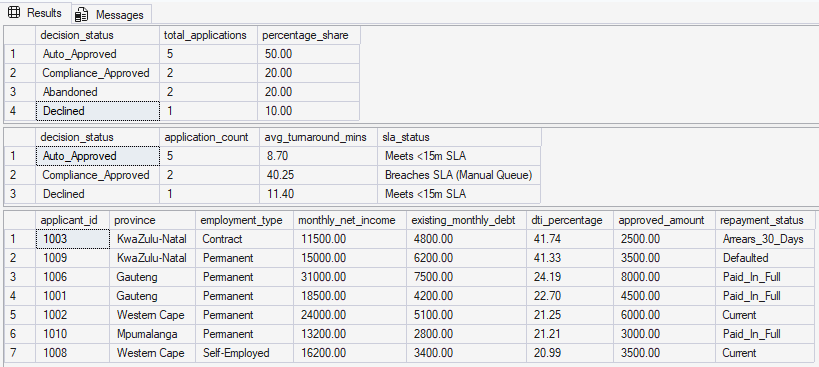 Results Messages
decision_status total_applications percentage_share
1 Auto_Approved 5 50.00
2 Compliance_Approved 2 20.00
3 Abandoned 2 20.00
4 Declined 1 10.00
decision_status application_count avg_turnaround_mins sla_status
1 Auto_Approved 5 8.70 Meets <15m SLA
2 Compliance_Approved 2 40.25 Breaches SLA (Manual Queue)
3 Declined 1 11.40 Meets <15m SLA
applicant_id province employment_type monthly_net_income existing_monthly_debt dti_percentage approved_amount repayment_status
1 1003 KwaZulu-Natal Contract 11500.00 4800.00 41.74 2500.00 Arrears_30_Days
2 1009 KwaZulu-Natal Permanent 15000.00 6200.00 41.33 3500.00 Defaulted
3 1006 Gauteng Permanent 31000.00 7500.00 24.19 8000.00 Paid_In_Full
4 1001 Gauteng Permanent 18500.00 4200.00 22.70 4500.00 Paid_In_Full
5 1002 Western Cape Permanent 24000.00 5100.00 21.25 6000.00 Current
6 1010 Mpumalanga Permanent 13200.00 2800.00 21.21 3000.00 Paid_In_Full
7 1008 Western Cape Self-Employed 16200.00 3400.00 20.99 3500.00 Current